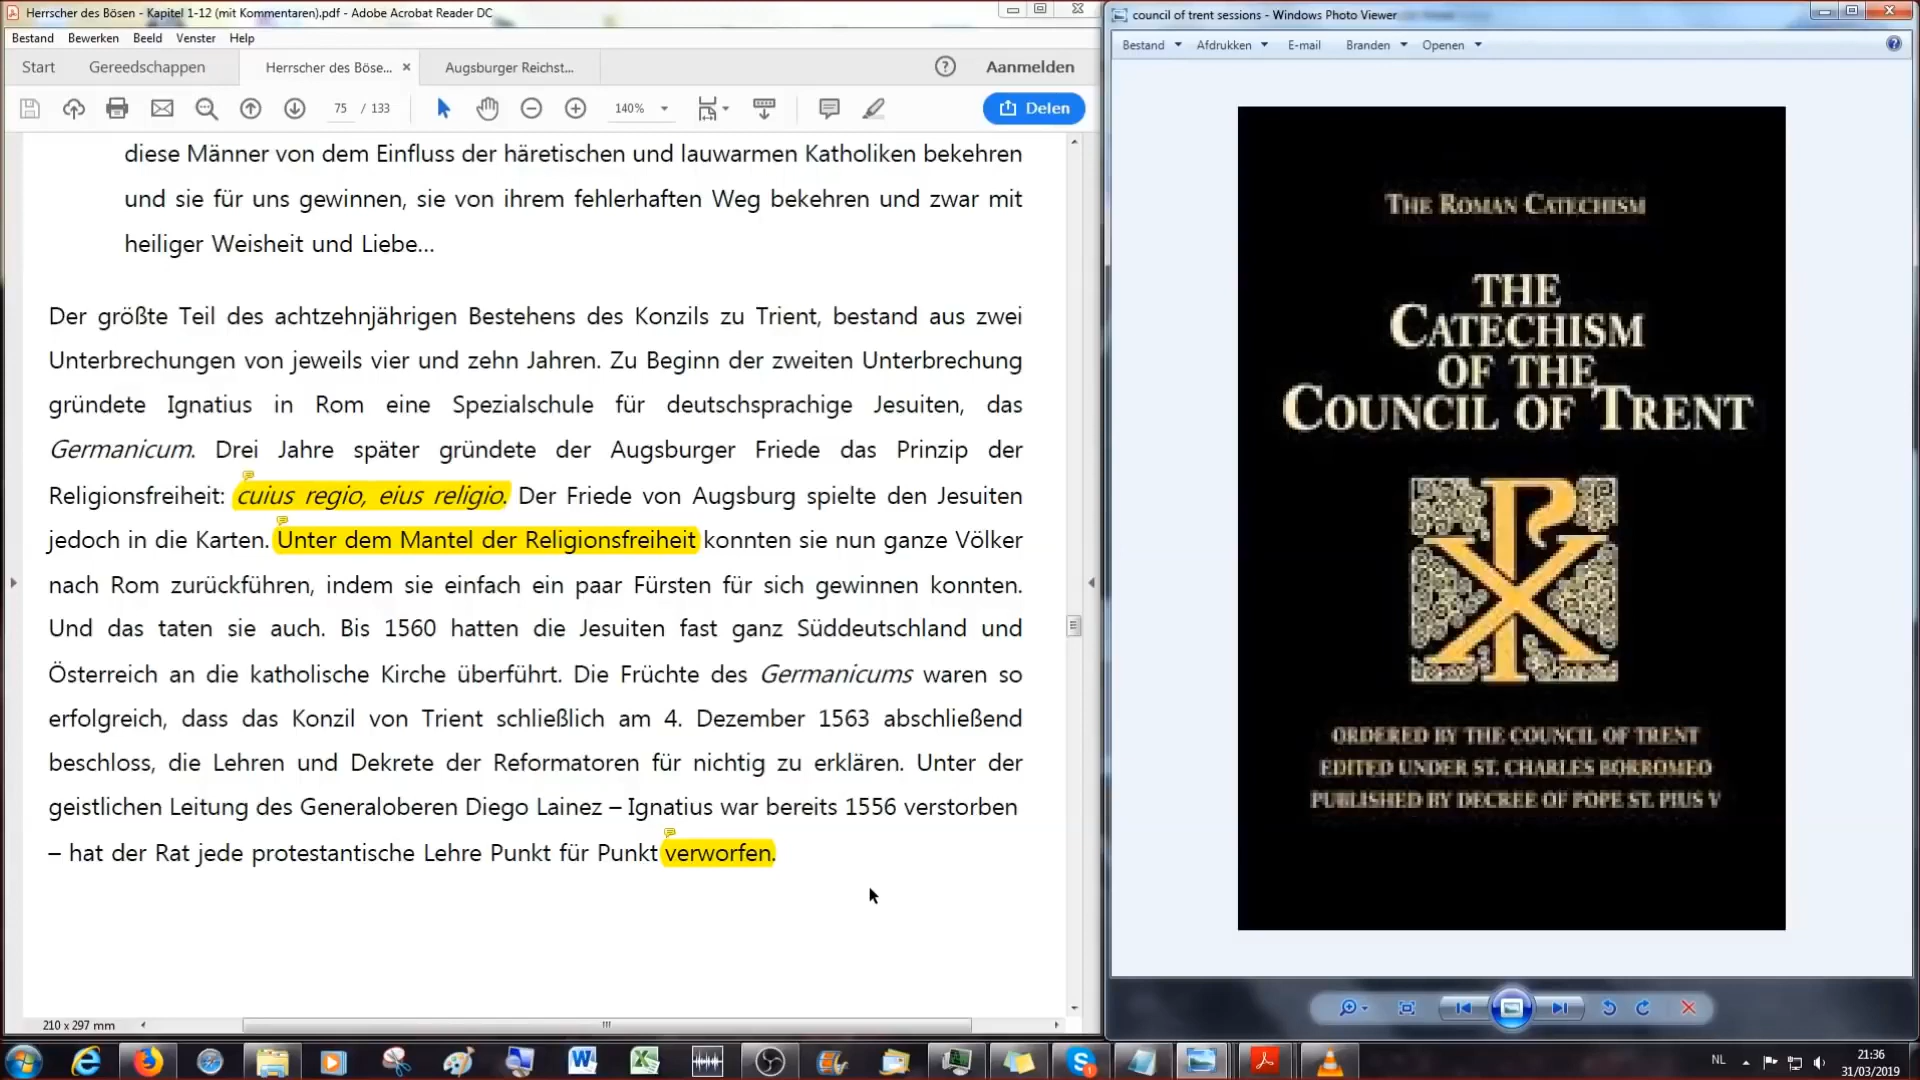 Herrscher des Bösen - Kapitel 1-12 (mit Kommentaren).pdf - Adobe Acrobat Reader DC
Bestand Bewerken Beeld Venster Help
Start Gereedschappen Herrscher des Böse... × Augsburger Reichst... Aanmelden
75 / 133 140% Delen
diese Männer von dem Einfluss der häretischen und lauwarmen Katholiken bekehren
und sie für uns gewinnen, sie von ihrem fehlerhaften Weg bekehren und zwar mit
heiliger Weisheit und Liebe...
Der größte Teil des achtzehnjährigen Bestehens des Konzils zu Trient, bestand aus zwei
Unterbrechungen von jeweils vier und zehn Jahren. Zu Beginn der zweiten Unterbrechung
gründete Ignatius in Rom eine Spezialschule für deutschsprachige Jesuiten, das
Germanicum. Drei Jahre später gründete der Augsburger Friede das Prinzip der
Religionsfreiheit: cuius regio, eius religio. Der Friede von Augsburg spielte den Jesuiten
jedoch in die Karten. Unter dem Mantel der Religionsfreiheit konnten sie nun ganze Völker
nach Rom zurückführen, indem sie einfach ein paar Fürsten für sich gewinnen konnten.
Und das taten sie auch. Bis 1560 hatten die Jesuiten fast ganz Süddeutschland und
Österreich an die katholische Kirche überführt. Die Früchte des Germanicums waren so
erfolgreich, dass das Konzil von Trient schließlich am 4. Dezember 1563 abschließend
beschloss, die Lehren und Dekrete der Reformatoren für nichtig zu erklären. Unter der
geistlichen Leitung des Generaloberen Diego Lainez – Ignatius war bereits 1556 verstorben
– hat der Rat jede protestantische Lehre Punkt für Punkt verworfen.
210 x 297 mm
council of trent sessions - Windows Photo Viewer
Bestand Afdrukken E-mail Branden Openen
THE ROMAN CATECHISM
THE
CATECHISM
OF THE
COUNCIL OF TRENT
ORDERED BY THE COUNCIL OF TRENT
EDITED UNDER ST. CHARLES BORROMEO
PUBLISHED BY DECREE OF POPE ST. PIUS V
NL
21:36
31/03/2019